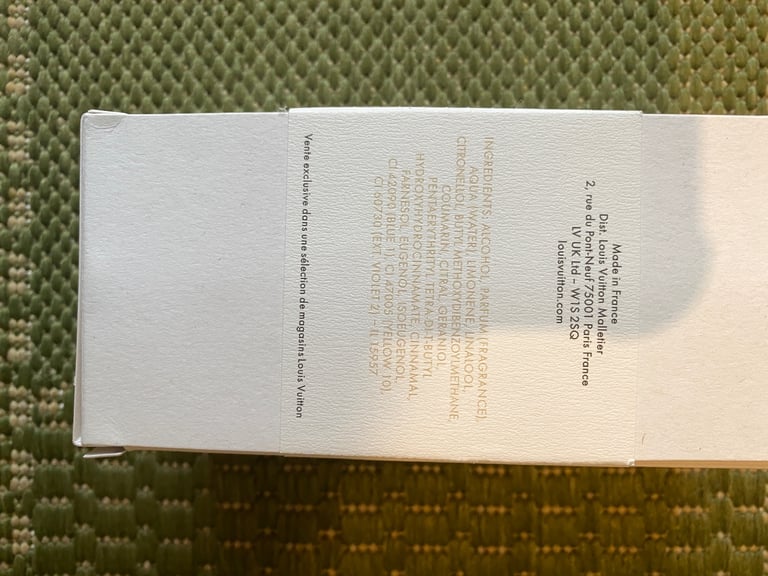 Made in France
Dist. Louis Vuitton Malletier
2, rue du Pont-Neuf 75001 Paris France
LV UK Ltd – W1S 2SQ
louisvuitton.com
INGREDIENTS: ALCOHOL, PARFUM (FRAGRANCE),
AQUA (WATER), LIMONENE, LINALOOL,
CITRONELLOL, BUTYL METHOXYDIBENZOYLMETHANE,
COUMARIN, CITRAL, GERANIOL,
PENTAERYTHRITYL TETRA-DI-T-BUTYL
HYDROXYHYDROCINNAMATE, CINNAMAL,
FARNESOL, EUGENOL, ISOEUGENOL,
CI 42090 (BLUE 1), CI 47005 (YELLOW 10),
CI 60730 (EXT. VIOLET 2) –
Vente exclusive dans une sélection de magasins Louis Vuitton